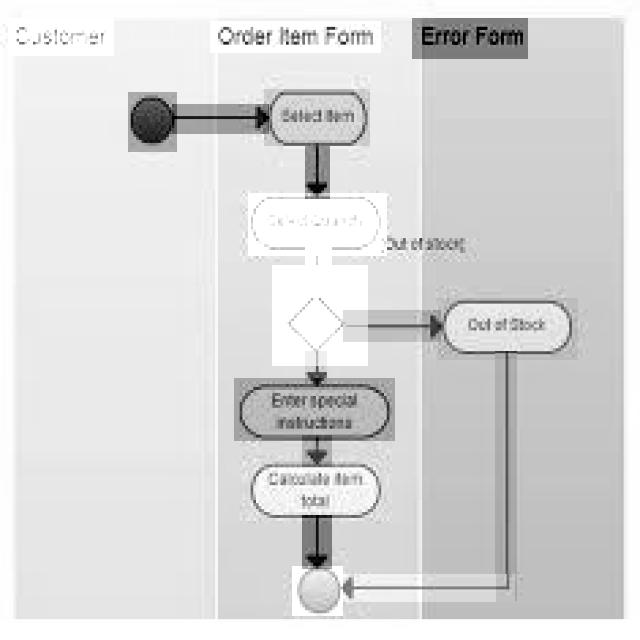 Customer
Order Item Form
Error Form
Select Item
[Out of stock]
Out of Stock
Enter special
instructions
Calculate item
total